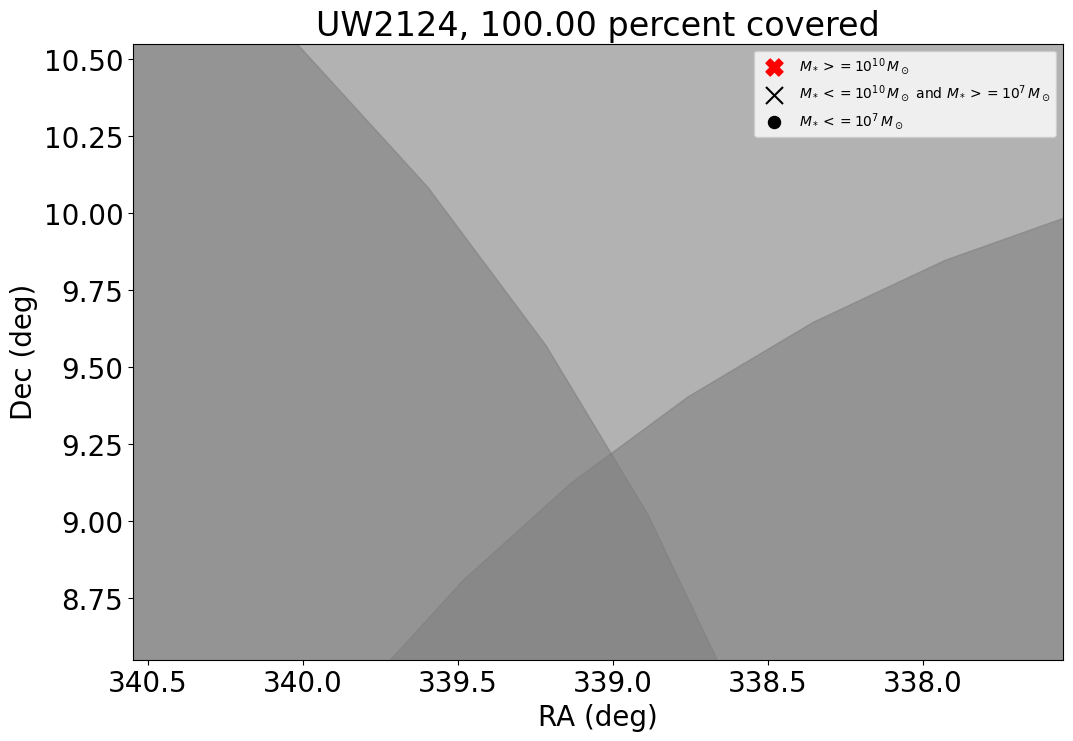 UW2124, 100.00 percent covered
M* >= 10^10 M⊙
M* <= 10^10 M⊙ and M* >= 10^7 M⊙
M* <= 10^7 M⊙
10.50
10.25
10.00
9.75
9.50
9.25
9.00
8.75
Dec (deg)
340.5 340.0 339.5 339.0 338.5 338.0
RA (deg)